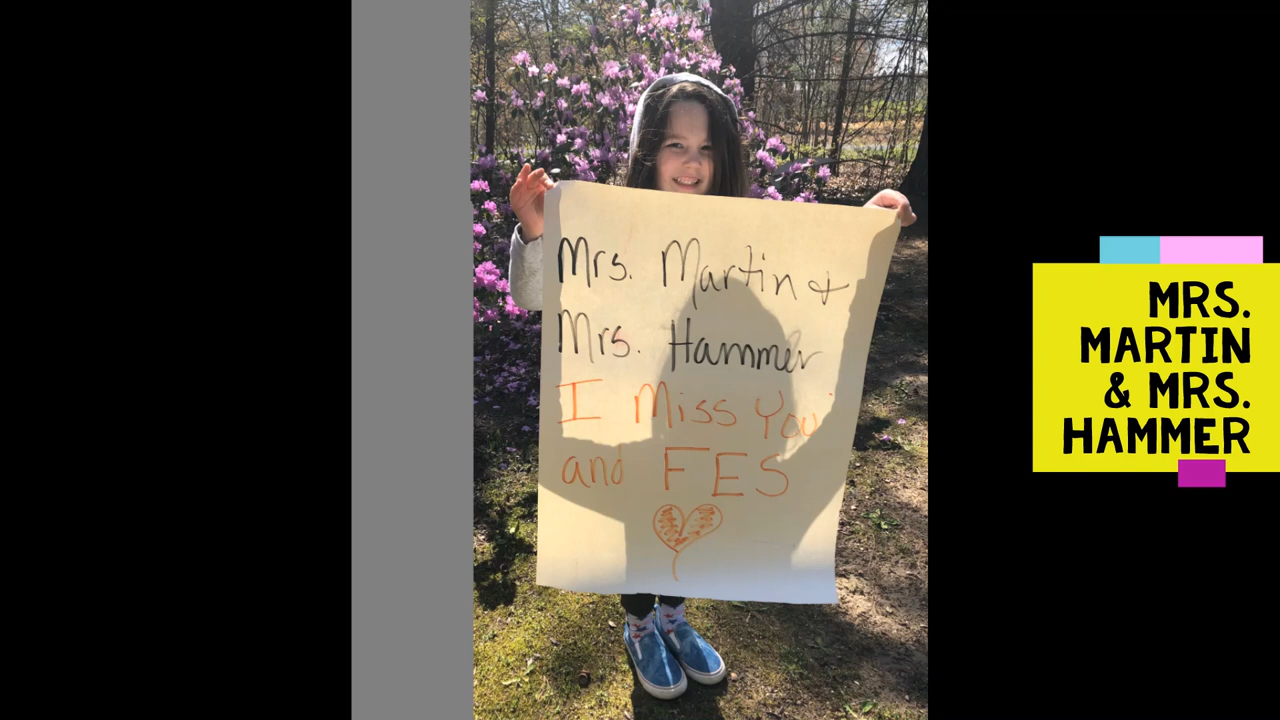 Mrs. Martin &
Mrs. Hammer
I Miss You
and FES
MRS.
MARTIN
& MRS.
HAMMER